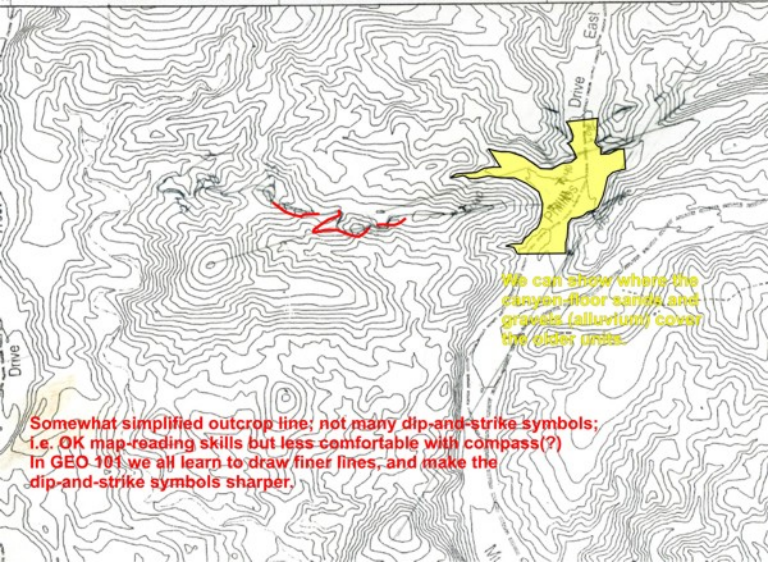 East
Drive
We can show where the
canyon-floor sands and
gravels (alluvium) cover
the older units.
Drive
Somewhat simplified outcrop line; not many dip-and-strike symbols;
i.e. OK map-reading skills but less comfortable with compass(?)
In GEO 101 we all learn to draw finer lines, and make the
dip-and-strike symbols sharper.